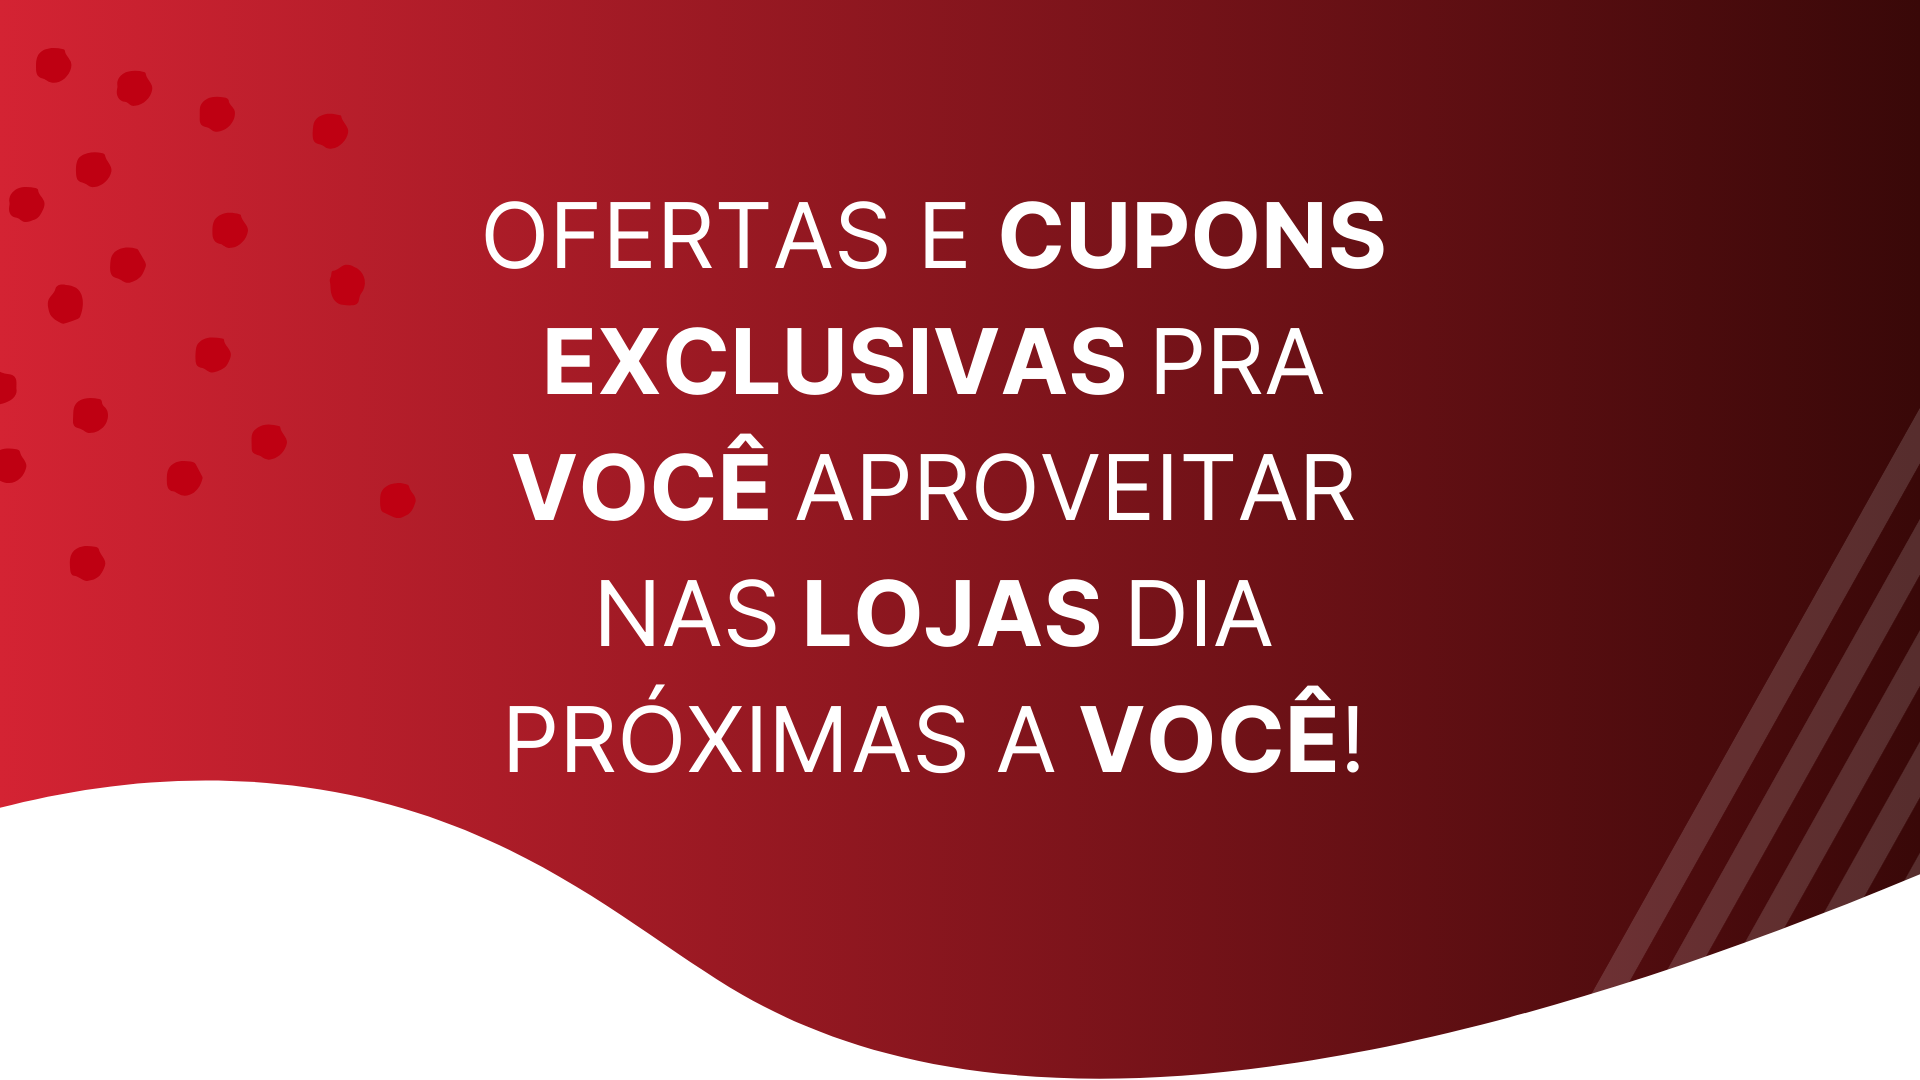 OFERTAS E CUPONS
EXCLUSIVAS PRA
VOCÊ APROVEITAR
NAS LOJAS DIA
PRÓXIMAS A VOCÊ!